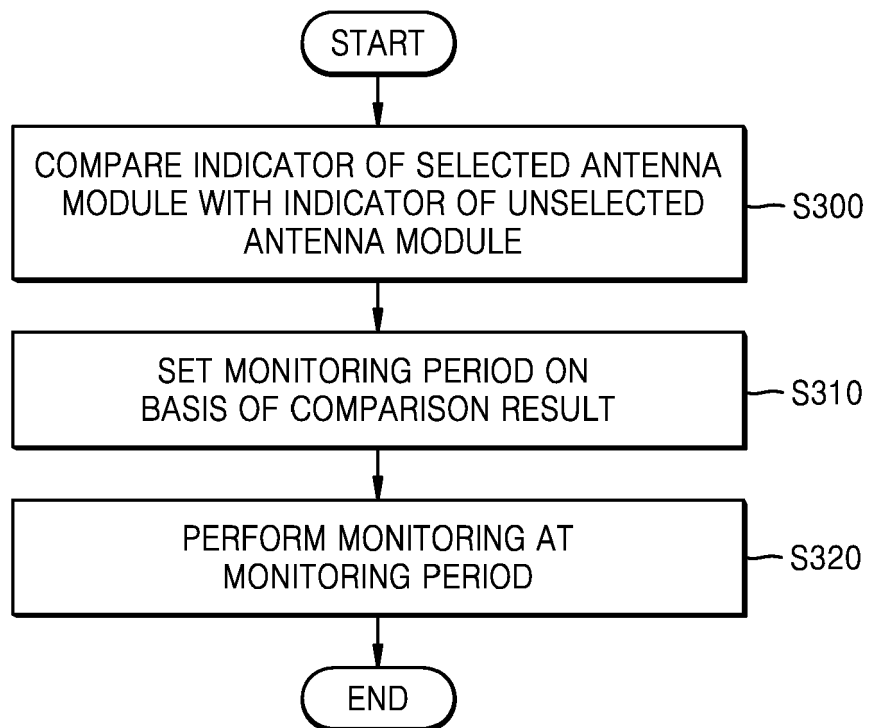 START
COMPARE INDICATOR OF SELECTED ANTENNA
MODULE WITH INDICATOR OF UNSELECTED
ANTENNA MODULE
S300
SET MONITORING PERIOD ON
BASIS OF COMPARISON RESULT
S310
PERFORM MONITORING AT
MONITORING PERIOD
S320
END